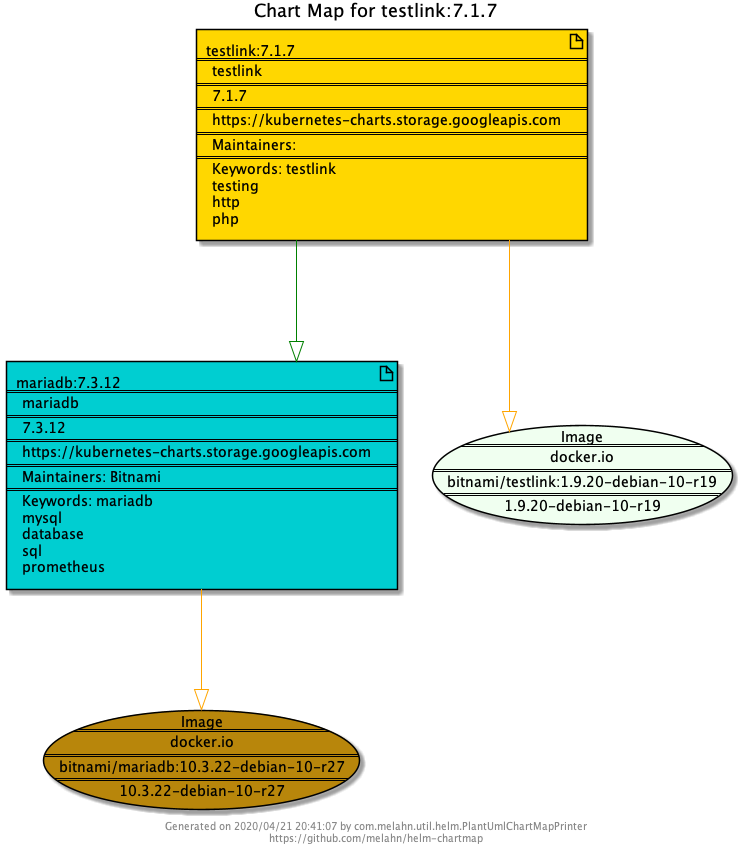 Chart Map for testlink:7.1.7
testlink:7.1.7
testlink
7.1.7
https://kubernetes-charts.storage.googleapis.com
Maintainers:
Keywords: testlink
testing
http
php
mariadb:7.3.12
mariadb
7.3.12
https://kubernetes-charts.storage.googleapis.com
Maintainers: Bitnami
Keywords: mariadb
mysql
database
sql
prometheus
Image
docker.io
bitnami/testlink:1.9.20-debian-10-r19
1.9.20-debian-10-r19
Image
docker.io
bitnami/mariadb:10.3.22-debian-10-r27
10.3.22-debian-10-r27
Generated on 2020/04/21 20:41:07 by com.melahn.util.helm.PlantUmlChartMapPrinter
https://github.com/melahn/helm-chartmap